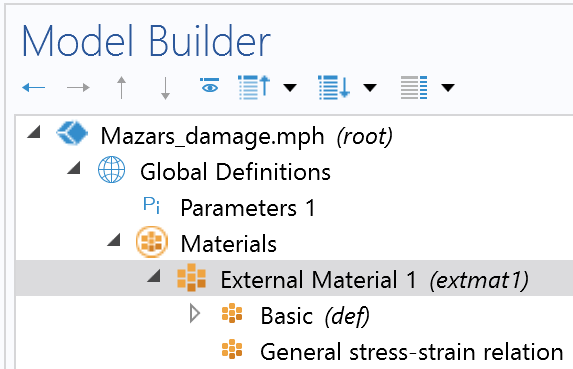 Model Builder
Mazars_damage.mph (root)
Global Definitions
Pi Parameters 1
Materials
External Material 1 (extmat1)
Basic (def)
General stress-strain relation